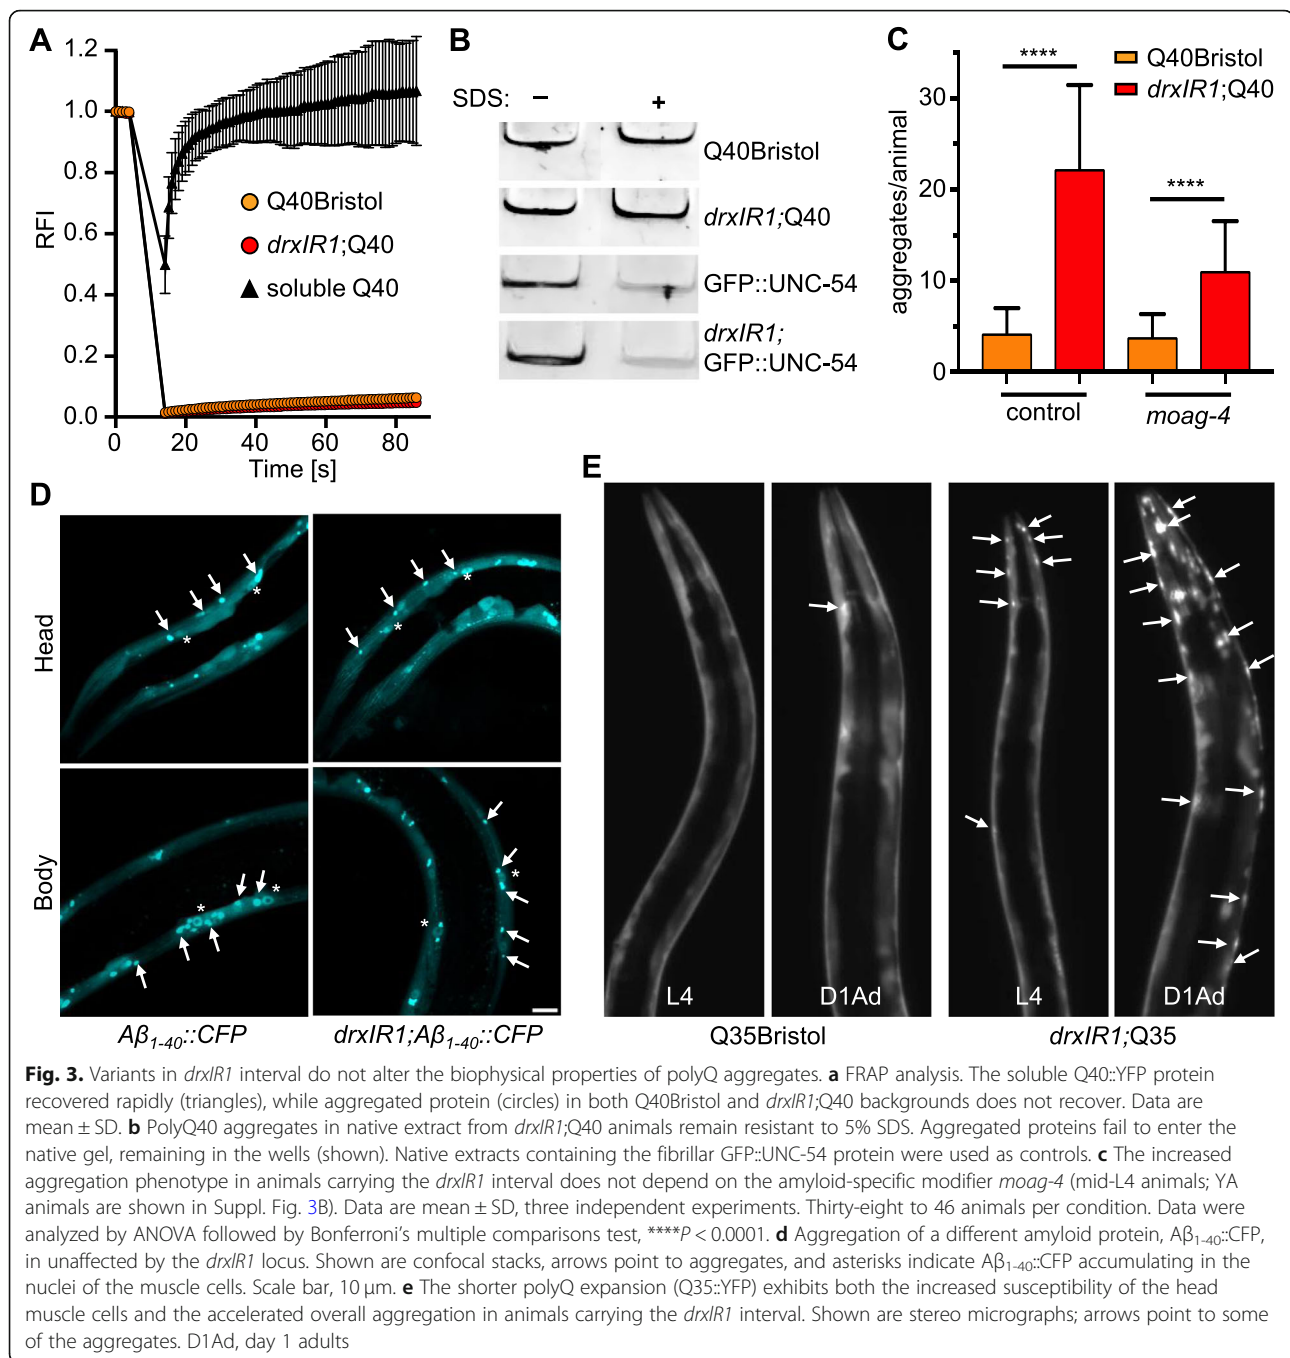 A
1.2
1.0
0.8
0.6
0.4
0.2
0.0
RFI
0
20
40
60
80
Time [s]
Q40Bristol
drxIR1;Q40
soluble Q40
B
SDS: – +
Q40Bristol
drxIR1;Q40
GFP::UNC-54
drxIR1;
GFP::UNC-54
C
Q40Bristol
drxIR1;Q40
aggregates/animal
30
20
10
0
****
****
control
moag-4
D
Head
Body
*
*
*
*
*
*
*
*
Aβ1-40::CFP
drxIR1;Aβ1-40::CFP
E
L4
D1Ad
L4
D1Ad
Q35Bristol
drxIR1;Q35
Fig. 3. Variants in drxIR1 interval do not alter the biophysical properties of polyQ aggregates. a FRAP analysis. The soluble Q40::YFP protein
recovered rapidly (triangles), while aggregated protein (circles) in both Q40Bristol and drxIR1;Q40 backgrounds does not recover. Data are
mean ± SD. b PolyQ40 aggregates in native extract from drxIR1;Q40 animals remain resistant to 5% SDS. Aggregated proteins fail to enter the
native gel, remaining in the wells (shown). Native extracts containing the fibrillar GFP::UNC-54 protein were used as controls. c The increased
aggregation phenotype in animals carrying the drxIR1 interval does not depend on the amyloid-specific modifier moag-4 (mid-L4 animals; YA
animals are shown in Suppl. Fig. 3B). Data are mean ± SD, three independent experiments. Thirty-eight to 46 animals per condition. Data were
analyzed by ANOVA followed by Bonferroni's multiple comparisons test, ****P < 0.0001. d Aggregation of a different amyloid protein, Aβ1-40::CFP,
in unaffected by the drxIR1 locus. Shown are confocal stacks, arrows point to aggregates, and asterisks indicate Aβ1-40::CFP accumulating in the
nuclei of the muscle cells. Scale bar, 10 μm. e The shorter polyQ expansion (Q35::YFP) exhibits both the increased susceptibility of the head
muscle cells and the accelerated overall aggregation in animals carrying the drxIR1 interval. Shown are stereo micrographs; arrows point to some
of the aggregates. D1Ad, day 1 adults